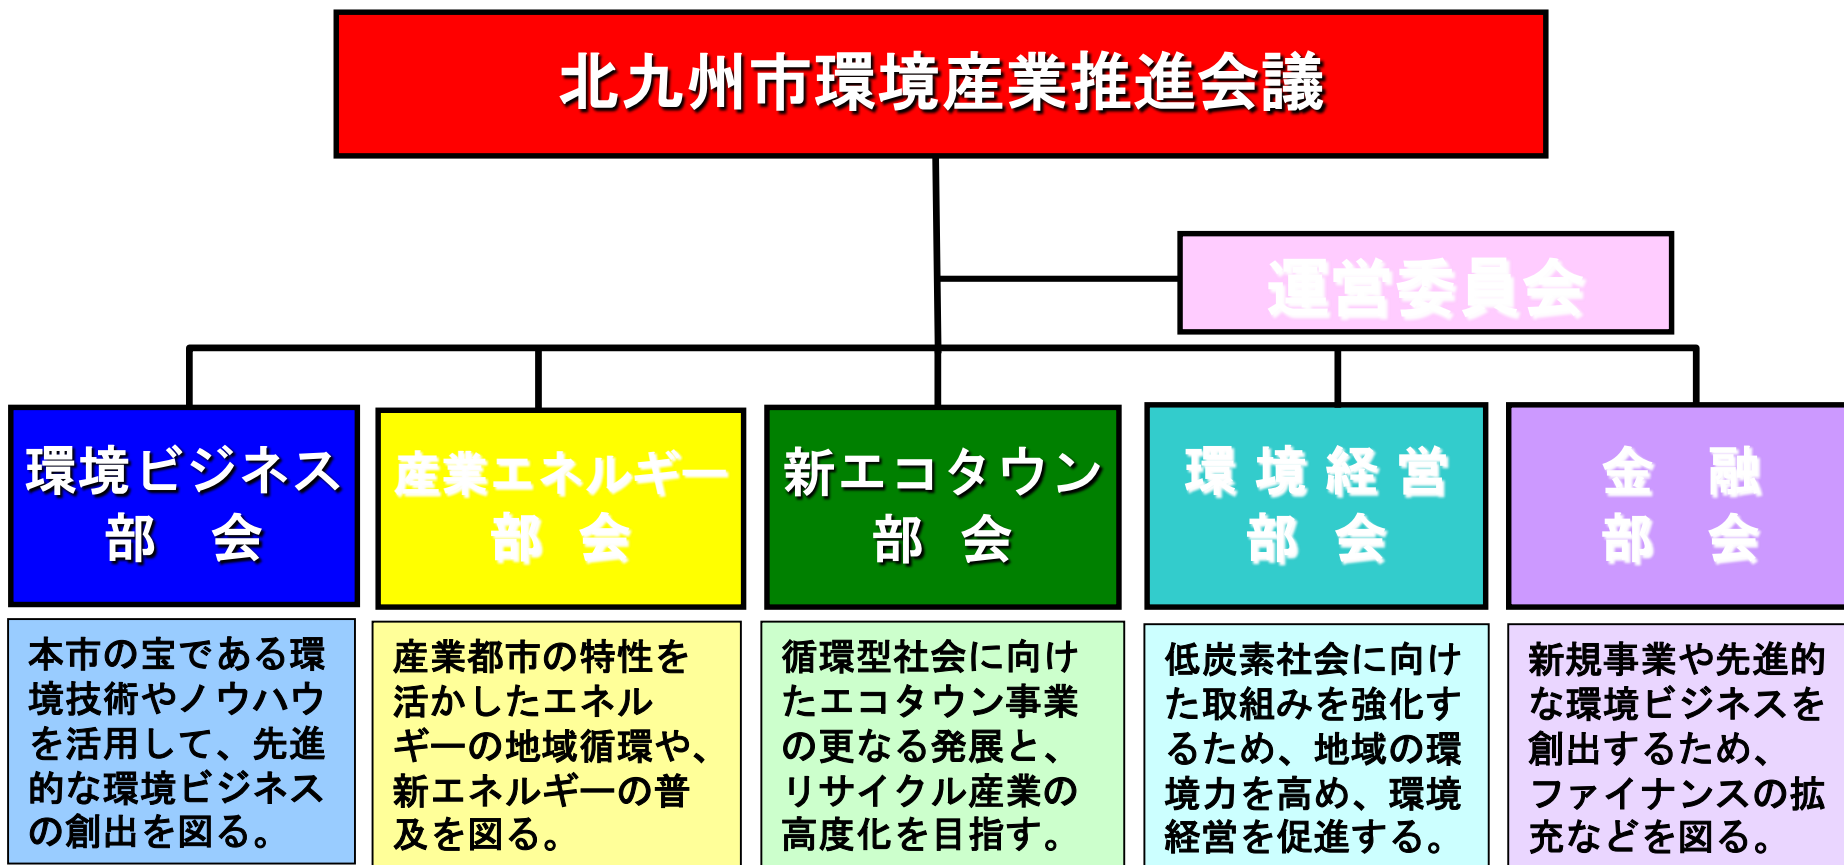 北九州市環境産業推進会議
運営委員会
環境ビジネス
部 会
産業エネルギー
部 会
新エコタウン
部 会
環境経営
部 会
金 融
部 会
本市の宝である環
境技術やノウハウ
を活用して、先進
的な環境ビジネス
の創出を図る。
産業都市の特性を
活かしたエネル
ギーの地域循環や、
新エネルギーの普
及を図る。
循環型社会に向け
たエコタウン事業
の更なる発展と、
リサイクル産業の
高度化を目指す。
低炭素社会に向け
た取組みを強化す
るため、地域の環
境力を高め、環境
経営を促進する。
新規事業や先進的
な環境ビジネスを
創出するため、
ファイナンスの拡
充などを図る。